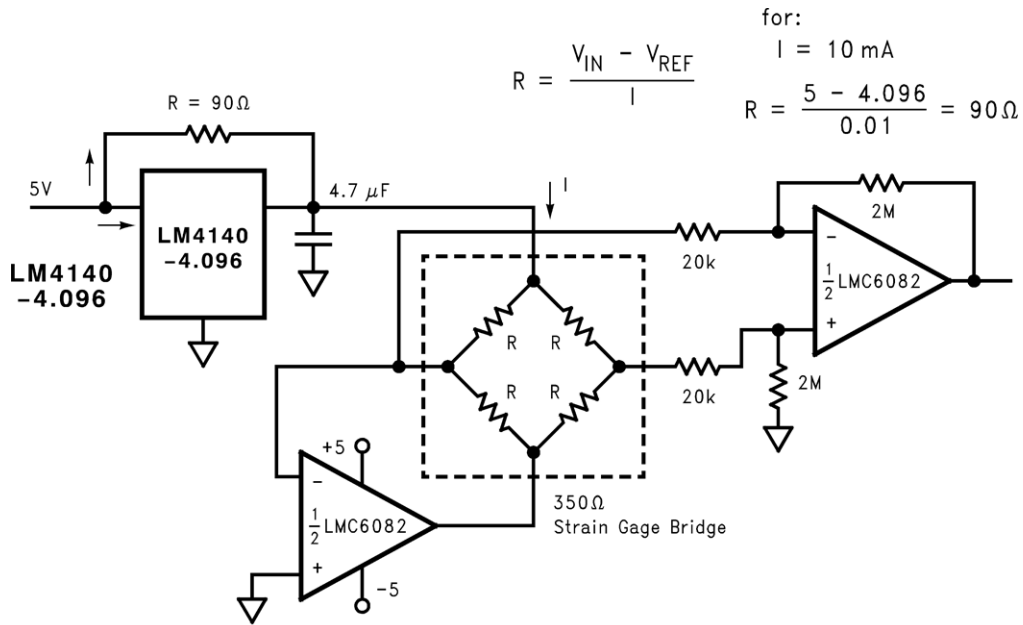 for:
I = 10 mA
R = (V_IN − V_REF) / I
R = (5 − 4.096) / 0.01 = 90Ω
R = 90Ω
5V
LM4140
-4.096
LM4140
-4.096
4.7 μF
I
20k
2M
−
+
1/2 LMC6082
20k
2M
R
R
R
R
350Ω
Strain Gage Bridge
+5
−
1/2 LMC6082
+
−5